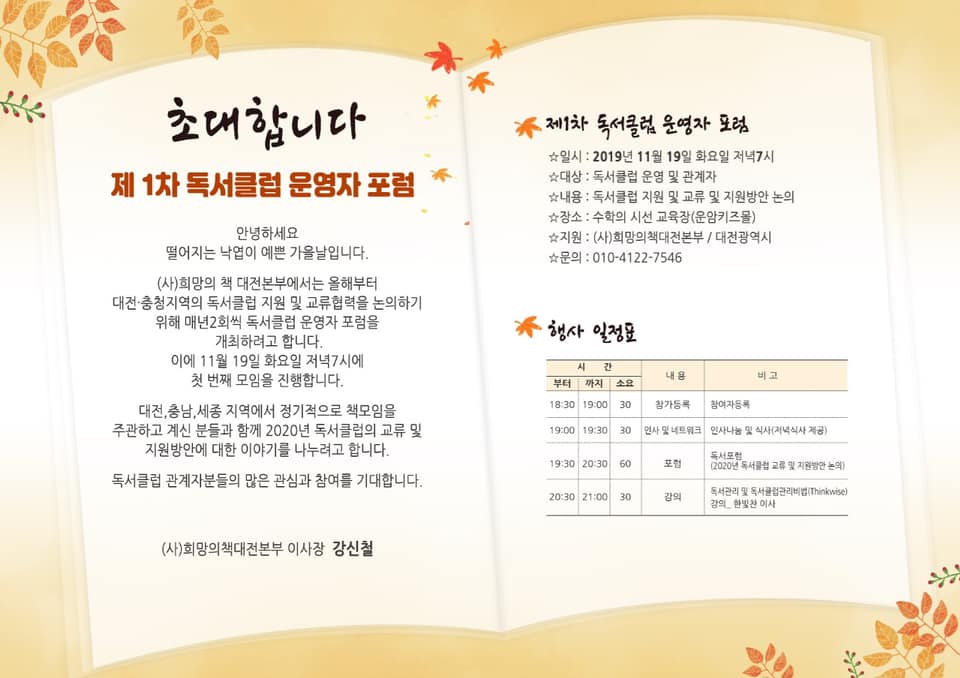 초대합니다
제 1차 독서클럽 운영자 포럼
안녕하세요
떨어지는 낙엽이 예쁜 가을날입니다.
(사)희망의 책 대전본부에서는 올해부터
대전·충청지역의 독서클럽 지원 및 교류협력을 논의하기
위해 매년2회씩 독서클럽 운영자 포럼을
개최하려고 합니다.
이에 11월 19일 화요일 저녁7시에
첫 번째 모임을 진행합니다.
대전,충남,세종 지역에서 정기적으로 책모임을
주관하고 계신 분들과 함께 2020년 독서클럽의 교류 및
지원방안에 대한 이야기를 나누려고 합니다.
독서클럽 관계자분들의 많은 관심과 참여를 기대합니다.
(사)희망의책대전본부 이사장 강신철
제1차 독서클럽 운영자 포럼
☆일시 : 2019년 11월 19일 화요일 저녁7시
☆대상 : 독서클럽 운영 및 관계자
☆내용 : 독서클럽 지원 및 교류 및 지원방안 논의
☆장소 : 수학의 시선 교육장(운암키즈몰)
☆지원 : (사)희망의책대전본부 / 대전광역시
☆문의 : 010-4122-7546
행사 일정표
시 간 내 용 비 고
부터 까지 소요
18:30 19:00 30 참가등록 참여자등록
19:00 19:30 30 인사 및 네트워크 인사나눔 및 식사(저녁식사 제공)
19:30 20:30 60 포럼 독서포럼
(2020년 독서클럽 교류 및 지원방안 논의)
20:30 21:00 30 강의 독서관리 및 독서클럽관리비법(Thinkwise)
강의_ 한빛찬 이사